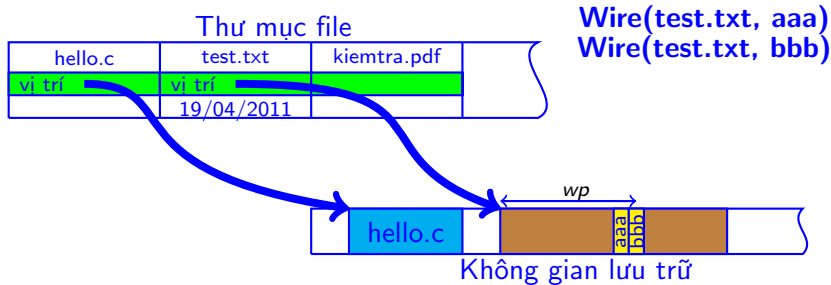 Thư mục file
Wire(test.txt, aaa)
Wire(test.txt, bbb)
hello.c test.txt kiemtra.pdf
vị trí vị trí
19/04/2011
wp
hello.c aaa bbb
Không gian lưu trữ